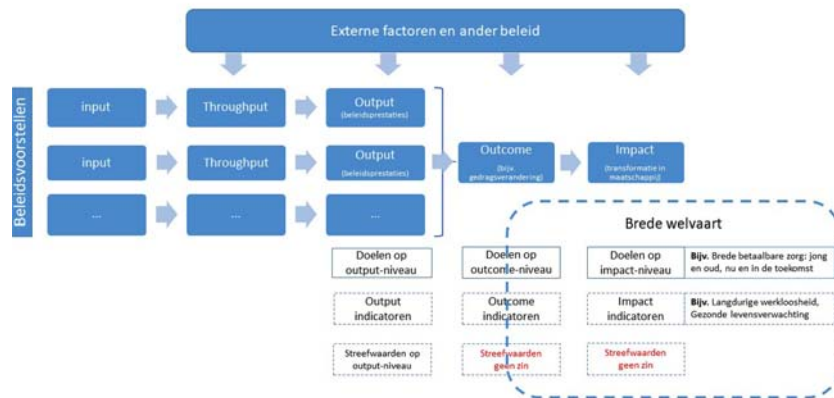 Externe factoren en ander beleid
Beleidsvoorstellen
input
Throughput
Output
(beleidsprestaties)
input
Throughput
Output
(beleidsprestaties)
Outcome
(bijv.
gedragsverandering)
Impact
(transformatie in
maatschappij)
...
...
...
Brede welvaart
Doelen op
output-niveau
Doelen op
outcome-niveau
Doelen op
impact-niveau
Bijv. Brede betaalbare zorg: jong
en oud, nu en in de toekomst
Output
indicatoren
Outcome
indicatoren
Impact
indicatoren
Bijv. Langdurige werkloosheid,
Gezonde levensverwachting
Streefwaarden op
output-niveau
Streefwaarden
geen zin
Streefwaarden
geen zin